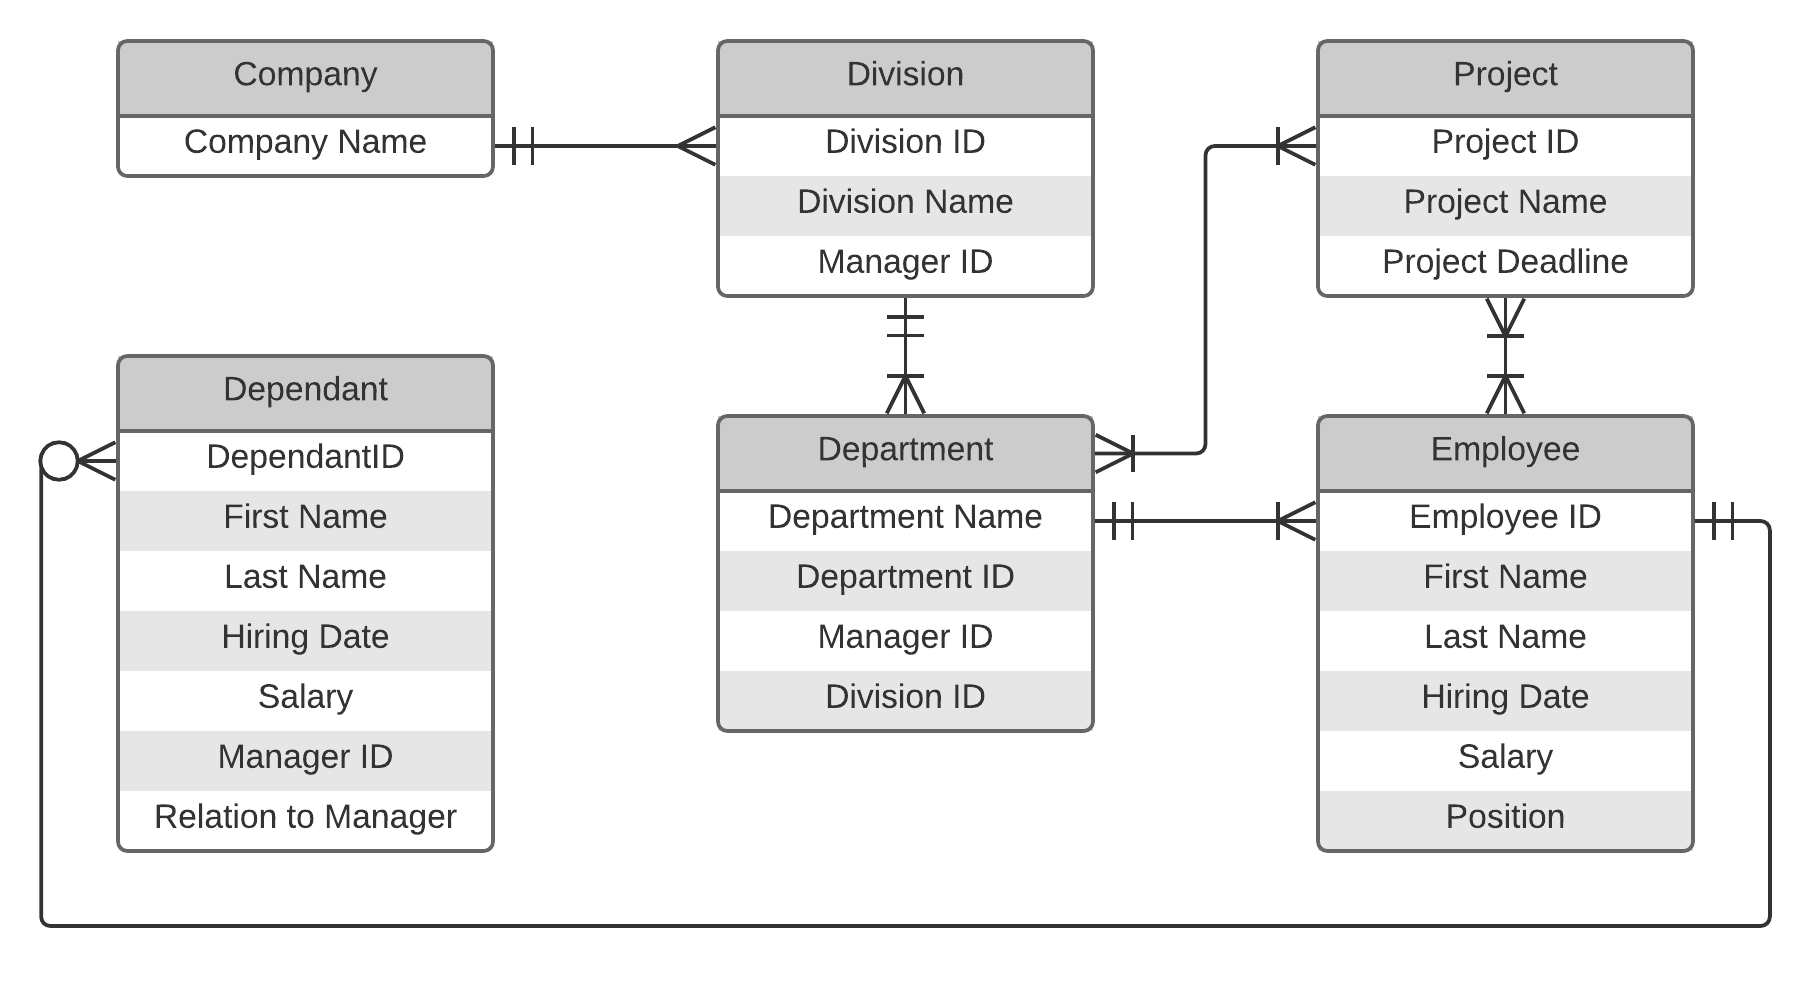 Company
Company Name
Division
Division ID
Division Name
Manager ID
Project
Project ID
Project Name
Project Deadline
Dependant
DependantID
First Name
Last Name
Hiring Date
Salary
Manager ID
Relation to Manager
Department
Department Name
Department ID
Manager ID
Division ID
Employee
Employee ID
First Name
Last Name
Hiring Date
Salary
Position